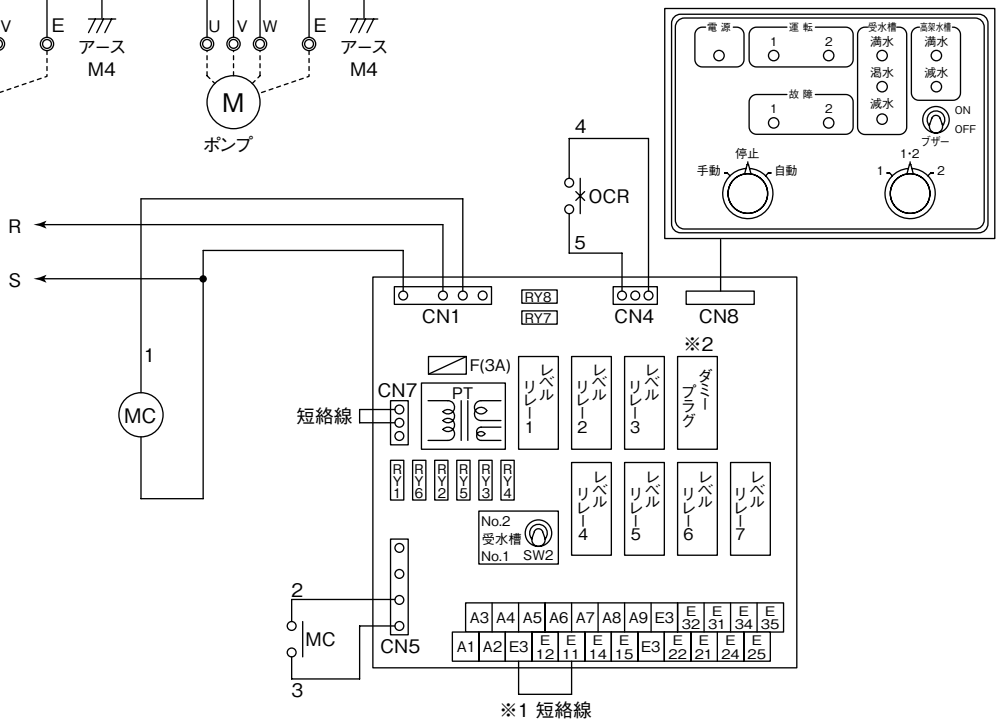 V E アース M4
U V W E アース M4
M
ポンプ
電源
運転
1 2
故障
1 2
受水槽
満水
渇水
減水
高架水槽
満水
減水
ON
OFF
ブザー
手動 停止 自動
1 1・2 2
4
OCR
5
R
S
1
MC
CN1
RY8
RY7
CN4
CN8
※2
F(3A)
CN7
PT
短絡線
レベルリレー1
レベルリレー2
レベルリレー3
ダミープラグ
RY1
RY6
RY2
RY5
RY3
RY4
レベルリレー4
レベルリレー5
レベルリレー6
レベルリレー7
No.2
受水槽
No.1 SW2
2
MC
3
CN5
A3 A4 A5 A6 A7 A8 A9 E3 E32 E31 E34 E35
A1 A2 E3 E12 E11 E14 E15 E3 E22 E21 E24 E25
※1 短絡線